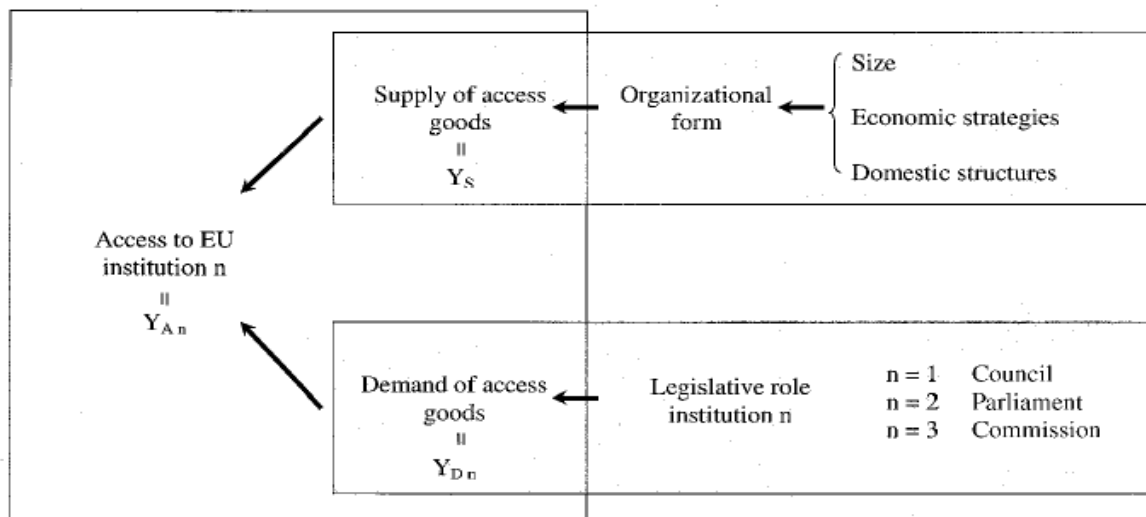 Supply of access
goods
=
Y_S
Organizational
form
Size
Economic strategies
Domestic structures
Access to EU
institution n
=
Y_A n
Demand of access
goods
=
Y_D n
Legislative role
institution n
n = 1 Council
n = 2 Parliament
n = 3 Commission